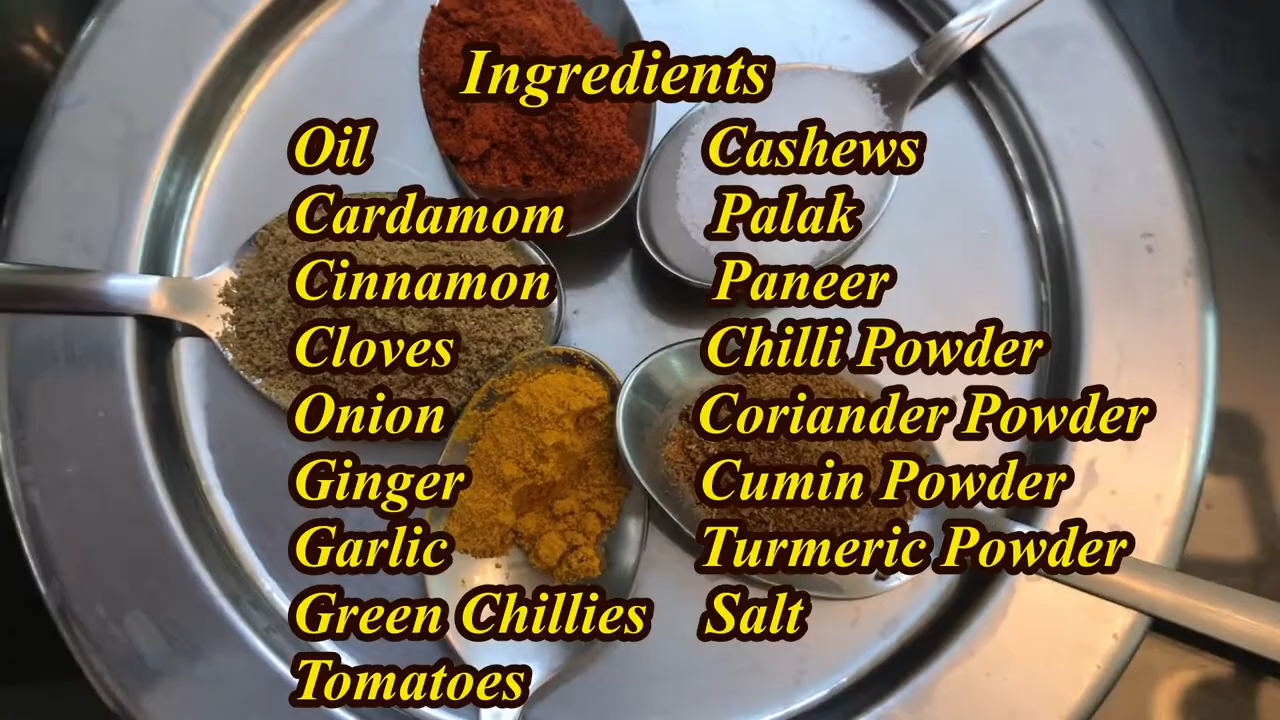 Ingredients
Oil
Cardamom
Cinnamon
Cloves
Onion
Ginger
Garlic
Green Chillies
Tomatoes
Cashews
Palak
Paneer
Chilli Powder
Coriander Powder
Cumin Powder
Turmeric Powder
Salt